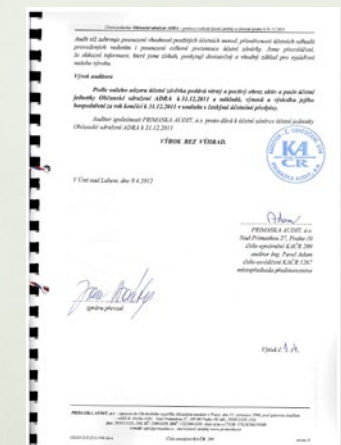 Audit též zahrnuje posouzení vhodnosti použitých účetních metod, přiměřenosti účetních odhadů
provedených vedením i posouzení celkové prezentace účetní závěrky. Jsme přesvědčeni,
že důkazní informace, které jsme získali, poskytují dostatečný a vhodný základ pro vyjádření
našeho výroku.
Výrok auditora
Podle našeho názoru účetní závěrka podává věrný a poctivý obraz aktiv a pasiv účetní
jednotky Občanské sdružení ADRA k 31.12.2011 a nákladů, výnosů a výsledku jejího
hospodaření za rok končící k 31.12.2011 v souladu s českými účetními předpisy.
Auditor společnosti PRIMASKA AUDIT, a.s. proto dává k účetní závěrce účetní jednotky
Občanské sdružení ADRA k 31.12.2011
VÝROK BEZ VÝHRAD.
KA
ČR
V Ústí nad Labem, dne 9.4.2012
PRIMASKA AUDIT, a.s.
Nad Primaskou 27, Praha 10
číslo oprávnění KAČR 209
auditor Ing. Pavel Adam
číslo osvědčení KAČR 1267
místopředseda představenstva
zprávu převzal
Výtisk č.